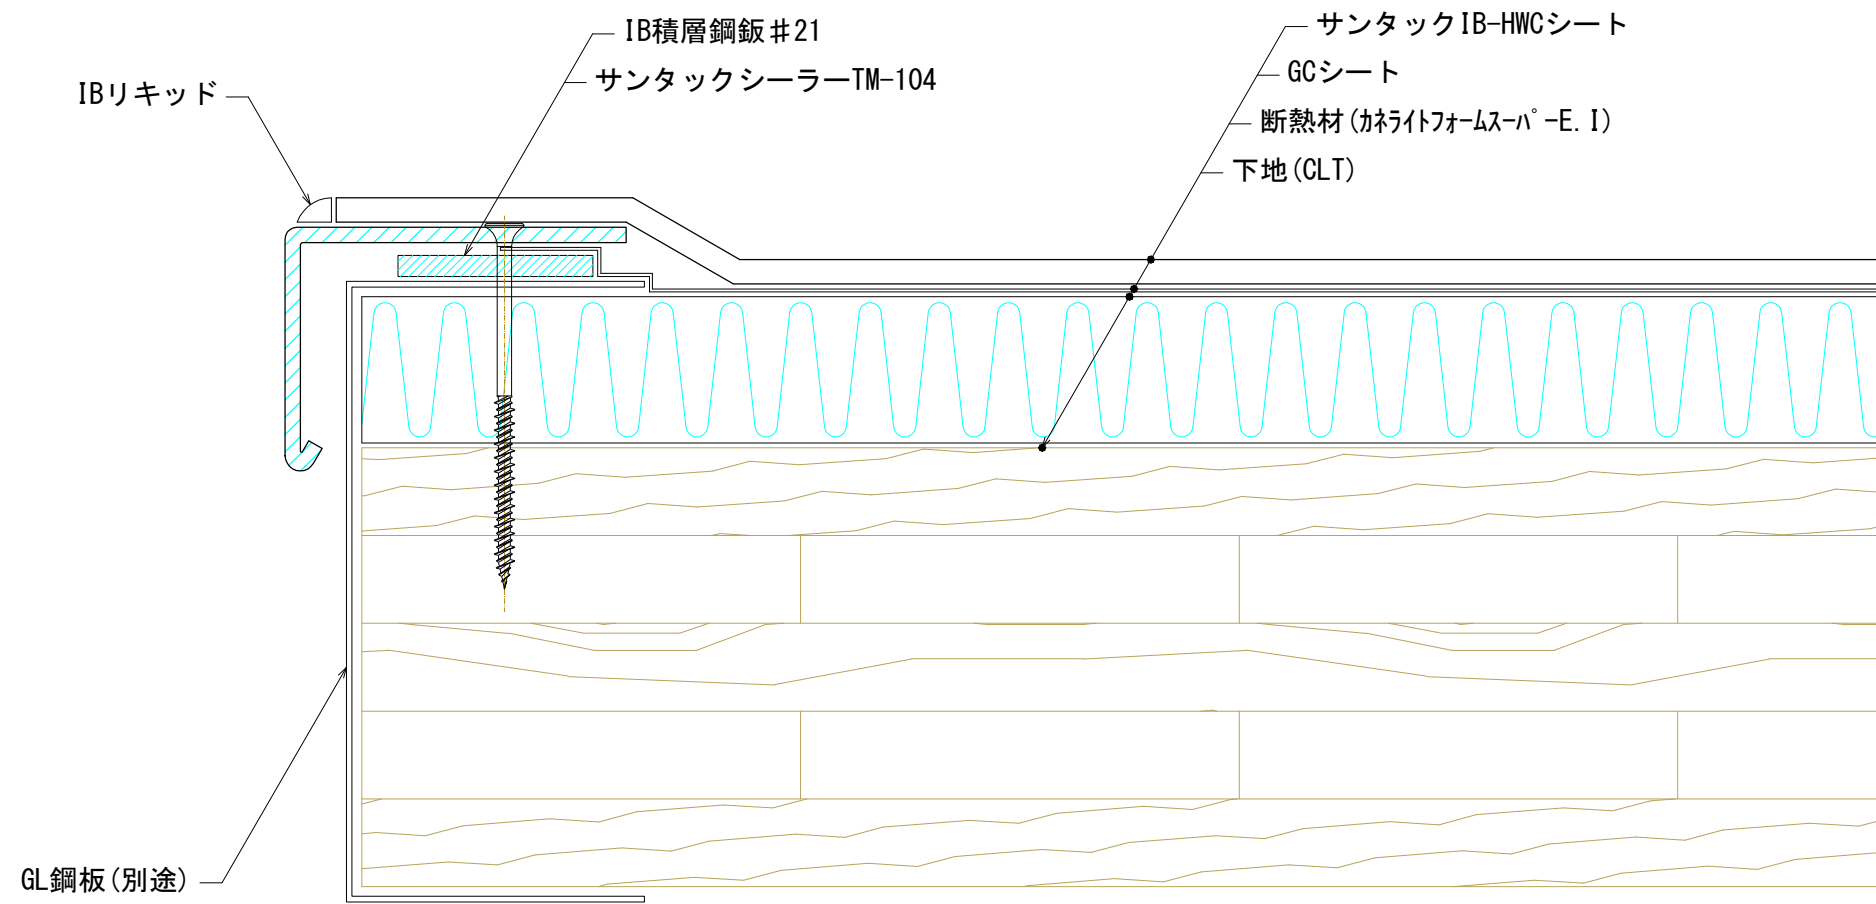 IB積層鋼鈑♯21
サンタックシーラーTM-104
IBリキッド
サンタックIB-HWCシート
GCシート
断熱材(ｶﾈﾗｲﾄﾌｫｰﾑｽｰﾊﾟｰE.I)
下地(CLT)
GL鋼板(別途)